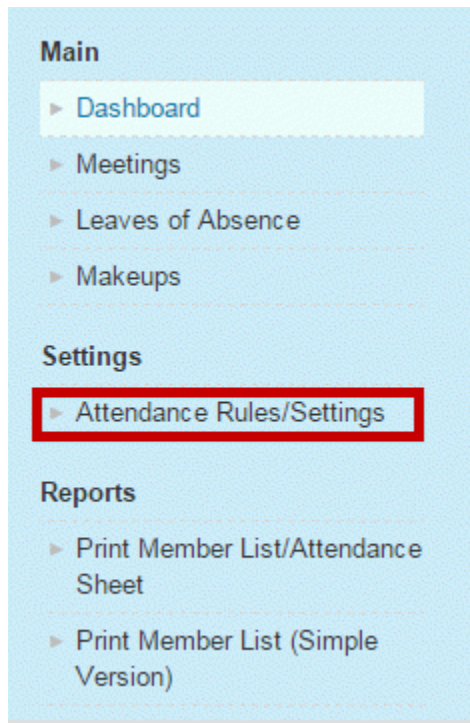 Main
Dashboard
Meetings
Leaves of Absence
Makeups
Settings
Attendance Rules/Settings
Reports
Print Member List/Attendance
Sheet
Print Member List (Simple
Version)